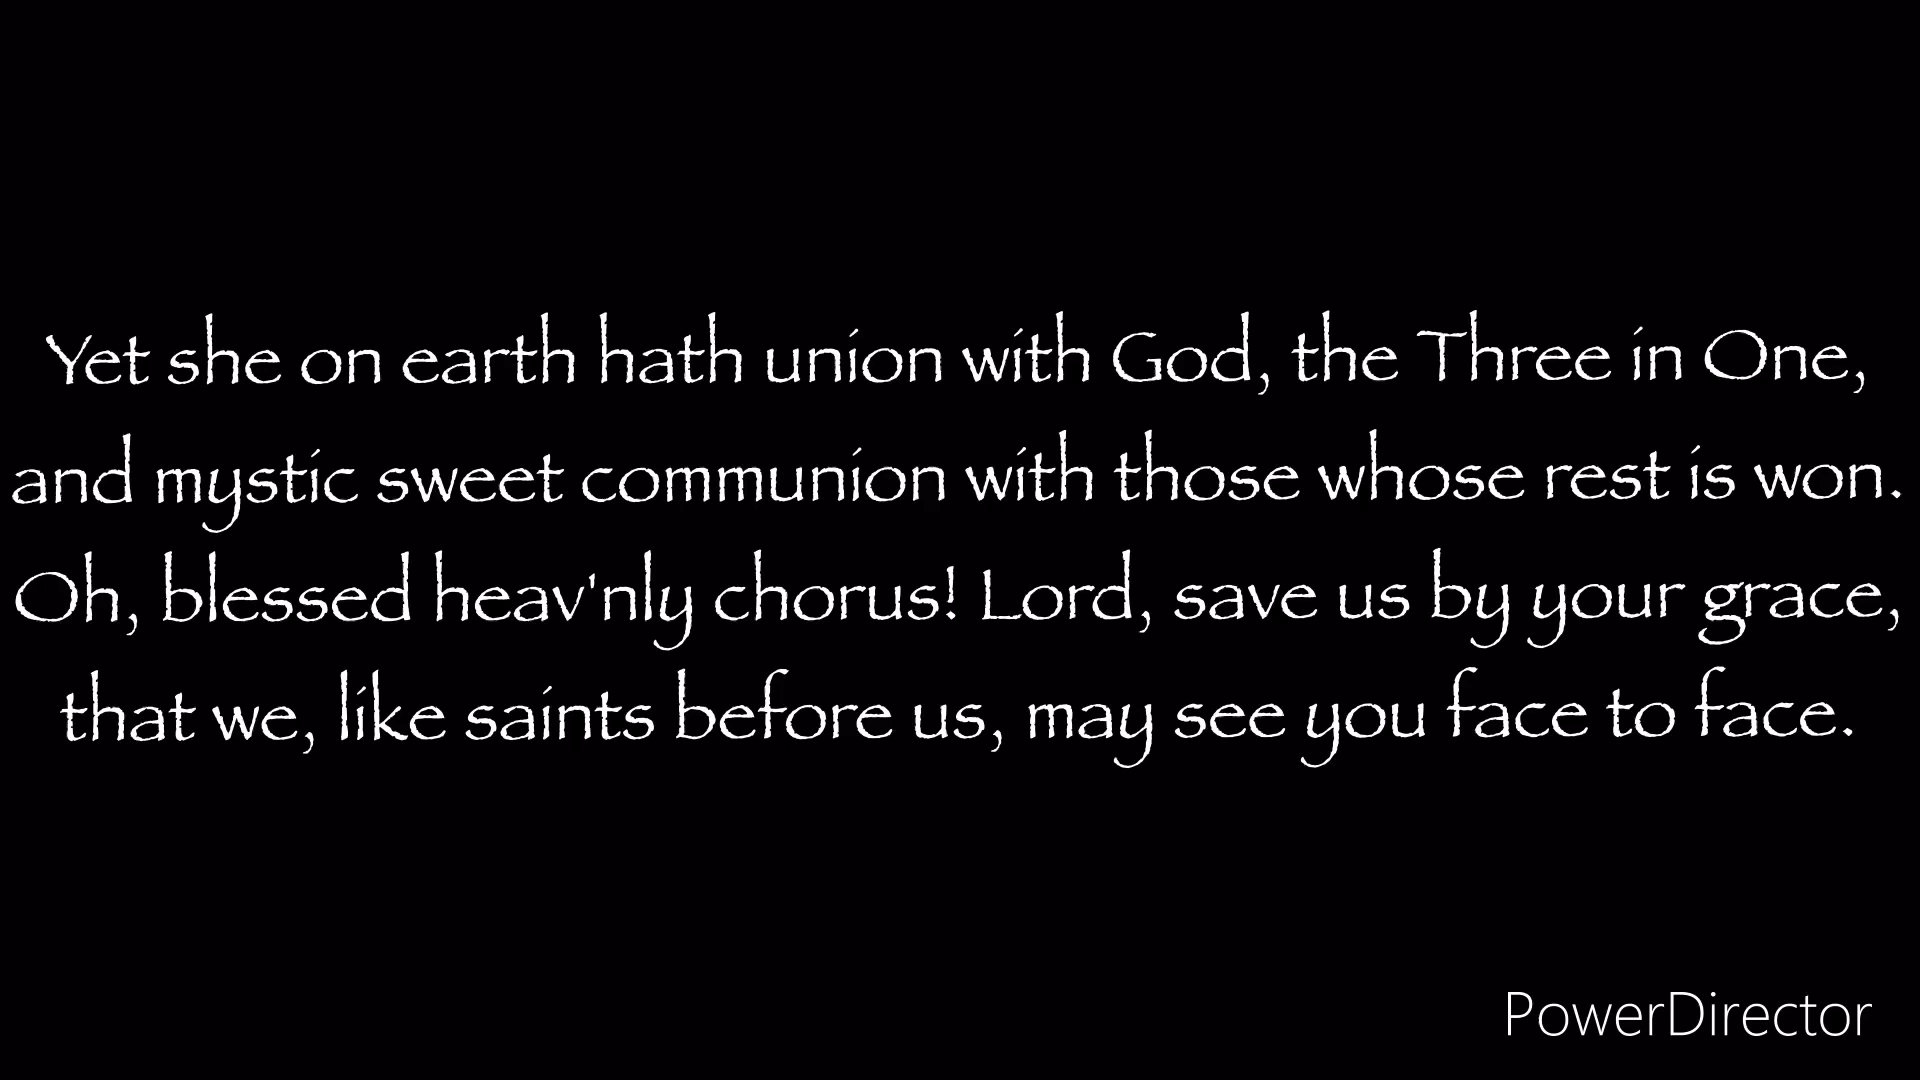 Yet she on earth hath union with God, the Three in One,
and mystic sweet communion with those whose rest is won.
Oh, blessed heav'nly chorus! Lord, save us by your grace,
that we, like saints before us, may see you face to face.
PowerDirector